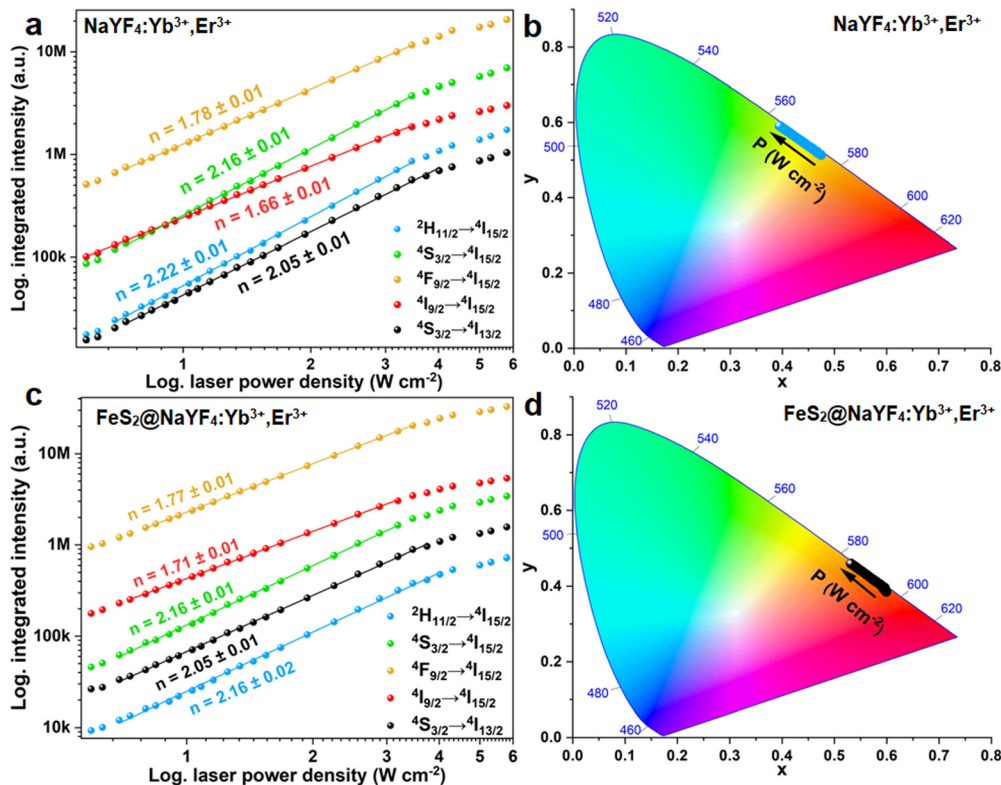 a
NaYF₄:Yb³⁺,Er³⁺
Log. integrated intensity (a.u.)
10M
1M
100k
n = 1.78 ± 0.01
n = 2.16 ± 0.01
n = 1.66 ± 0.01
n = 2.22 ± 0.01
n = 2.05 ± 0.01
²H₁₁/₂→⁴I₁₅/₂
⁴S₃/₂→⁴I₁₅/₂
⁴F₉/₂→⁴I₁₅/₂
⁴I₉/₂→⁴I₁₅/₂
⁴S₃/₂→⁴I₁₃/₂
1 2 3 4 5 6
Log. laser power density (W cm⁻²)
b
NaYF₄:Yb³⁺,Er³⁺
y
0.8
0.6
0.4
0.2
0.0
520
540
560
500
580
600
620
480
460
P (W cm⁻²)
0.0 0.1 0.2 0.3 0.4 0.5 0.6 0.7 0.8
x
c
FeS₂@NaYF₄:Yb³⁺,Er³⁺
Log. integrated intensity (a.u.)
10M
1M
100k
10k
n = 1.77 ± 0.01
n = 1.71 ± 0.01
n = 2.16 ± 0.01
n = 2.05 ± 0.01
n = 2.16 ± 0.02
²H₁₁/₂→⁴I₁₅/₂
⁴S₃/₂→⁴I₁₅/₂
⁴F₉/₂→⁴I₁₅/₂
⁴I₉/₂→⁴I₁₅/₂
⁴S₃/₂→⁴I₁₃/₂
1 2 3 4 5 6
Log. laser power density (W cm⁻²)
d
FeS₂@NaYF₄:Yb³⁺,Er³⁺
y
0.8
0.6
0.4
0.2
0.0
520
540
560
500
580
600
620
480
460
P (W cm⁻²)
0.0 0.1 0.2 0.3 0.4 0.5 0.6 0.7 0.8
x